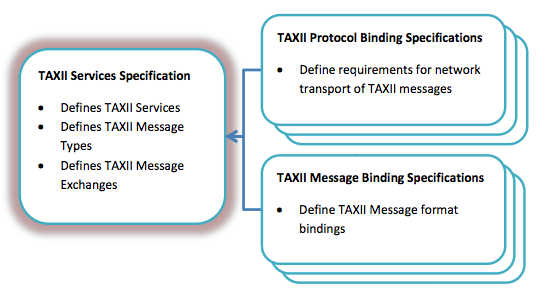 TAXII Services Specification
• Defines TAXII Services
• Defines TAXII Message
Types
• Defines TAXII Message
Exchanges
TAXII Protocol Binding Specifications
• Define requirements for network
transport of TAXII messages
TAXII Message Binding Specifications
• Define TAXII Message format
bindings